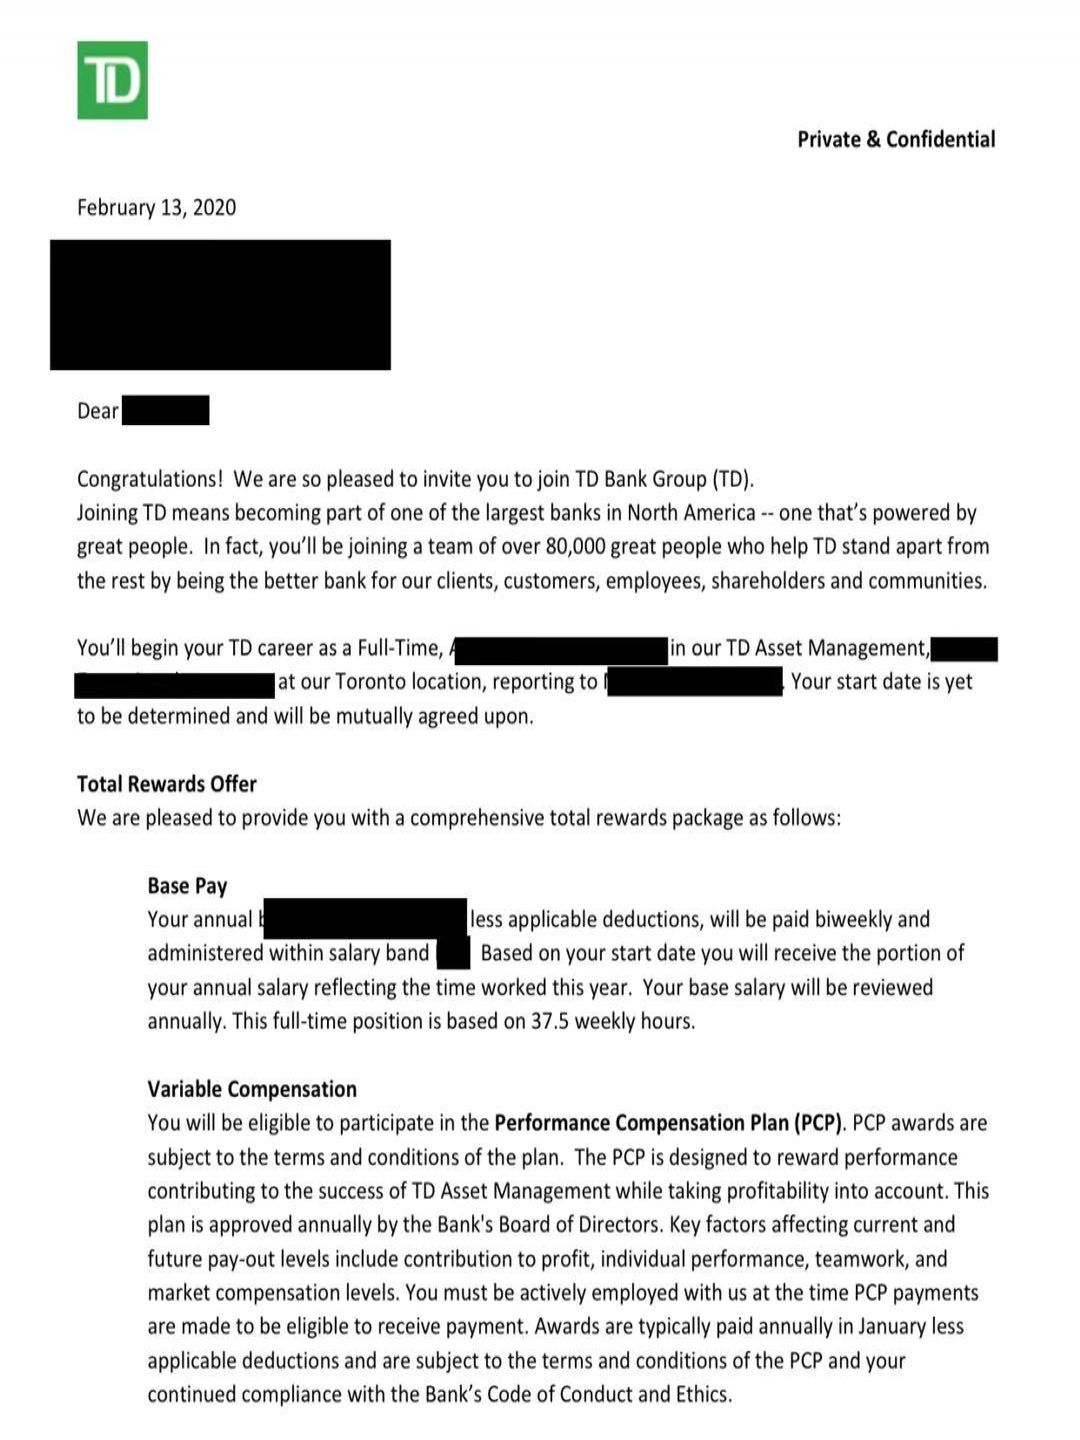 TD
Private & Confidential
February 13, 2020
Dear
Congratulations!  We are so pleased to invite you to join TD Bank Group (TD).
Joining TD means becoming part of one of the largest banks in North America -- one that’s powered by
great people.  In fact, you’ll be joining a team of over 80,000 great people who help TD stand apart from
the rest by being the better bank for our clients, customers, employees, shareholders and communities.
You’ll begin your TD career as a Full-Time, in our TD Asset Management,
at our Toronto location, reporting to Your start date is yet
to be determined and will be mutually agreed upon.
Total Rewards Offer
We are pleased to provide you with a comprehensive total rewards package as follows:
Base Pay
Your annual less applicable deductions, will be paid biweekly and
administered within salary band Based on your start date you will receive the portion of
your annual salary reflecting the time worked this year.  Your base salary will be reviewed
annually. This full-time position is based on 37.5 weekly hours.
Variable Compensation
You will be eligible to participate in the Performance Compensation Plan (PCP). PCP awards are
subject to the terms and conditions of the plan.  The PCP is designed to reward performance
contributing to the success of TD Asset Management while taking profitability into account. This
plan is approved annually by the Bank's Board of Directors. Key factors affecting current and
future pay-out levels include contribution to profit, individual performance, teamwork, and
market compensation levels. You must be actively employed with us at the time PCP payments
are made to be eligible to receive payment. Awards are typically paid annually in January less
applicable deductions and are subject to the terms and conditions of the PCP and your
continued compliance with the Bank’s Code of Conduct and Ethics.